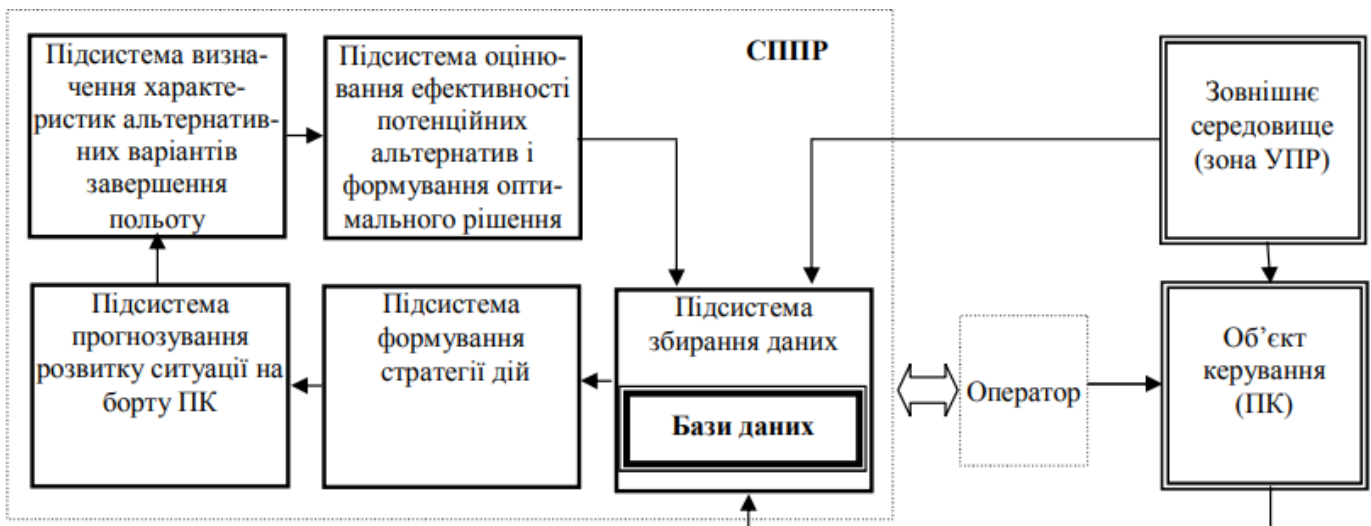 Підсистема визна-
чення характе-
ристик альтернатив-
них варіантів
завершення
польоту
Підсистема оціню-
вання ефективності
потенційних
альтернатив і
формування опти-
мального рішення
СППР
Зовнішнє
середовище
(зона УПР)
Підсистема
прогнозування
розвитку ситуації на
борту ПК
Підсистема
формування
стратегії дій
Підсистема
збирання даних
Бази даних
Оператор
Об’єкт
керування
(ПК)